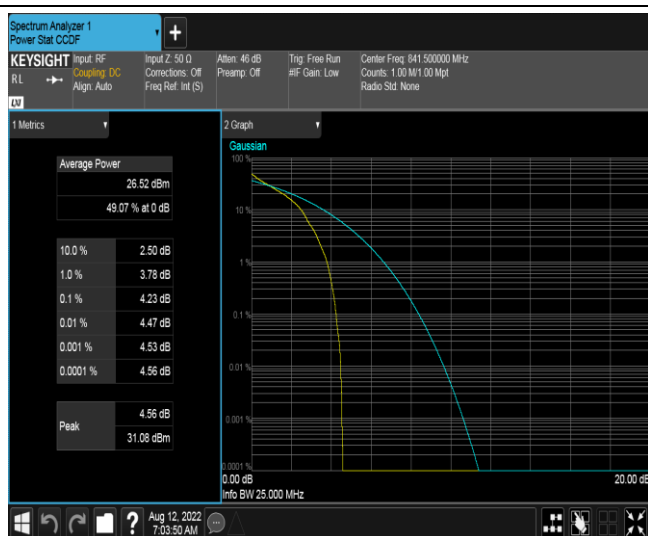 Spectrum Analyzer 1
Power Stat CCDF
+
KEYSIGHT
RL
LXI
Input: RF
Coupling: DC
Align: Auto
Input Z: 50 Ω
Corrections: Off
Freq Ref: Int (S)
Atten: 46 dB
Preamp: Off
Trig: Free Run
#IF Gain: Low
Center Freq: 841.500000 MHz
Counts: 1.00 M/1.00 Mpt
Radio Std: None
1 Metrics
Average Power
26.52 dBm
49.07 % at 0 dB
10.0 % 2.50 dB
1.0 % 3.78 dB
0.1 % 4.23 dB
0.01 % 4.47 dB
0.001 % 4.53 dB
0.0001 % 4.56 dB
Peak
4.56 dB
31.08 dBm
2 Graph
Gaussian
100 %
10 %
1 %
0.1 %
0.01 %
0.001 %
0.0001 %
0.00 dB 20.00 dB
Info BW 25.000 MHz
?
Aug 12, 2022
7:03:50 AM